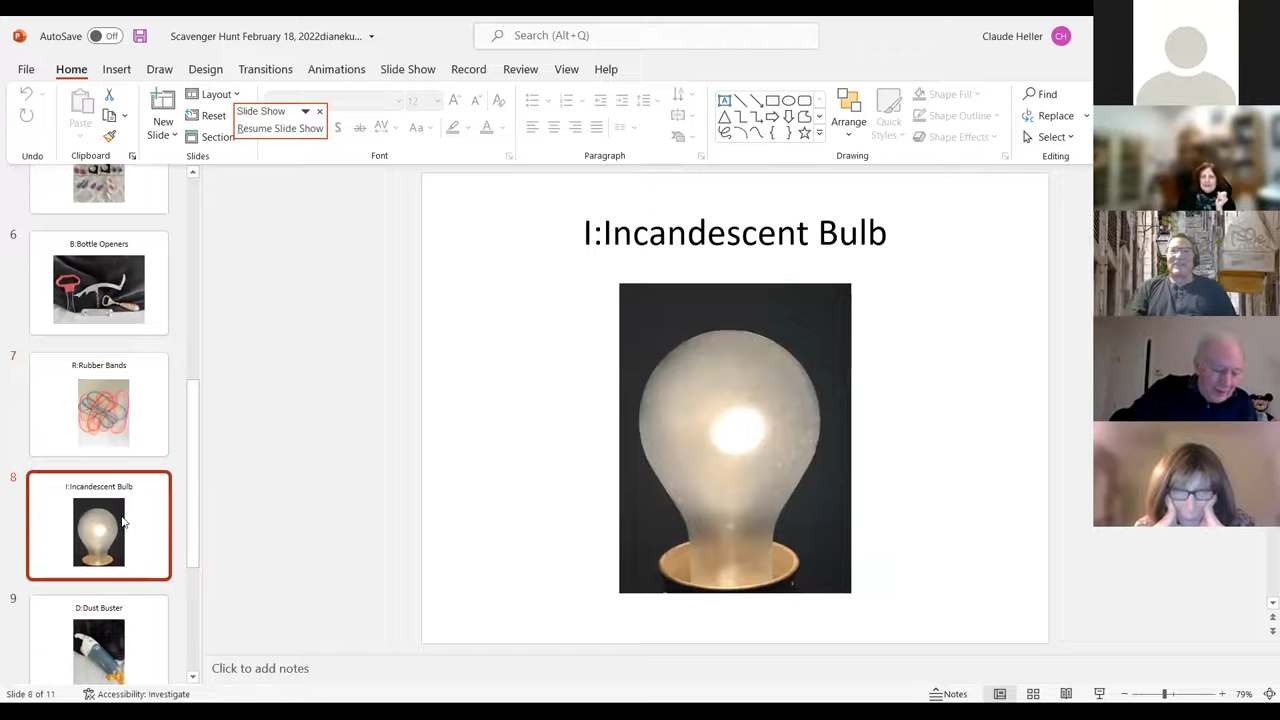 AutoSave Off Scavenger Hunt February 18, 2022dianeku... Search (Alt+Q) Claude Heller CH
File Home Insert Draw Design Transitions Animations Slide Show Record Review View Help
Paste New Slide Layout Reset Section
Slide Show
Resume Slide Show
12
Arrange Quick Styles Shape Fill Shape Outline Shape Effects
Find
Replace
Select
Undo Clipboard Slides Font Paragraph Drawing Editing
6
B:Bottle Openers
7
R:Rubber Bands
8
I:Incandescent Bulb
9
D:Dust Buster
I:Incandescent Bulb
Click to add notes
Slide 8 of 11 Accessibility: Investigate Notes 79%